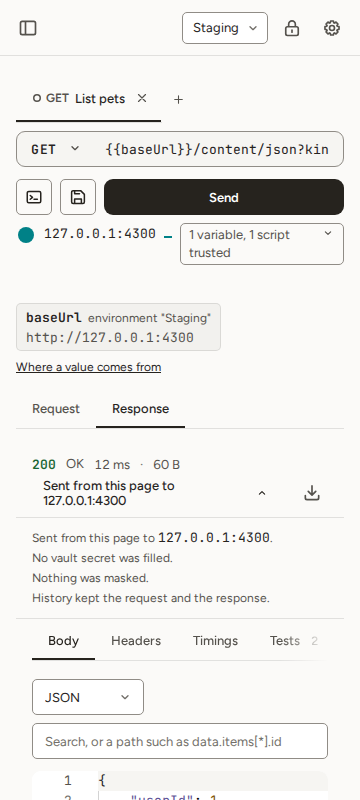 Staging
GET List pets
GET {{baseUrl}}/content/json?kin
Send
127.0.0.1:4300
1 variable, 1 script trusted
baseUrl environment "Staging"
http://127.0.0.1:4300
Where a value comes from
Request Response
200 OK 12 ms · 60 B
Sent from this page to
127.0.0.1:4300
Sent from this page to 127.0.0.1:4300.
No vault secret was filled.
Nothing was masked.
History kept the request and the response.
Body Headers Timings Tests 2
JSON
Search, or a path such as data.items[*].id
1 {
2 "userId": 1